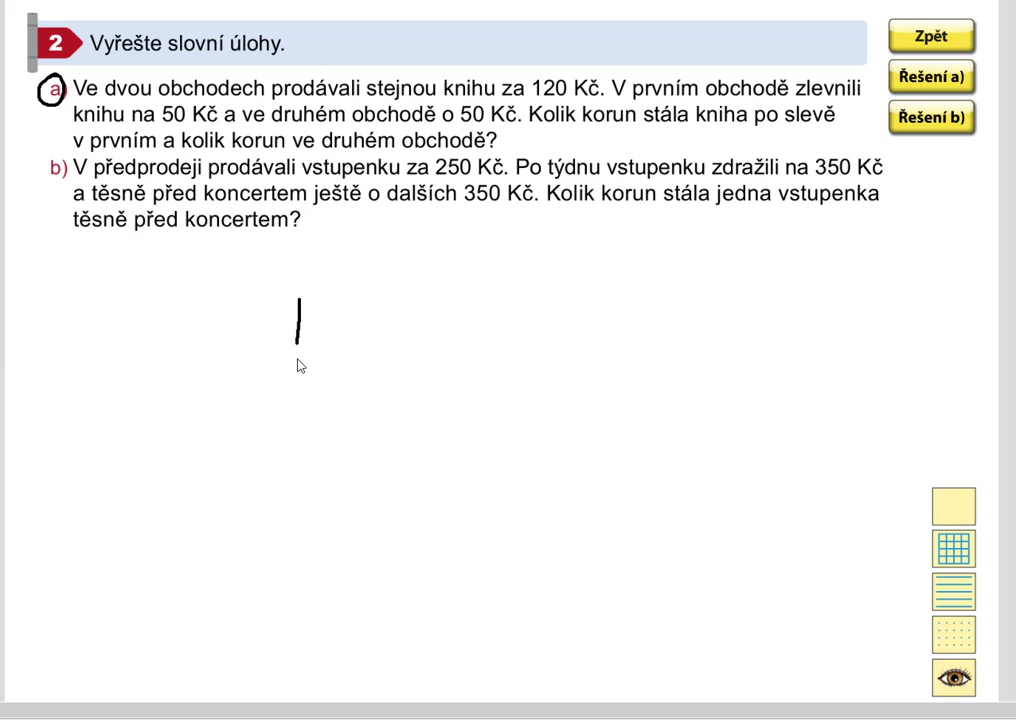 2 Vyřešte slovní úlohy.
Zpět
Řešení a)
Řešení b)
a) Ve dvou obchodech prodávali stejnou knihu za 120 Kč. V prvním obchodě zlevnili
knihu na 50 Kč a ve druhém obchodě o 50 Kč. Kolik korun stála kniha po slevě
v prvním a kolik korun ve druhém obchodě?
b) V předprodeji prodávali vstupenku za 250 Kč. Po týdnu vstupenku zdražili na 350 Kč
a těsně před koncertem ještě o dalších 350 Kč. Kolik korun stála jedna vstupenka
těsně před koncertem?